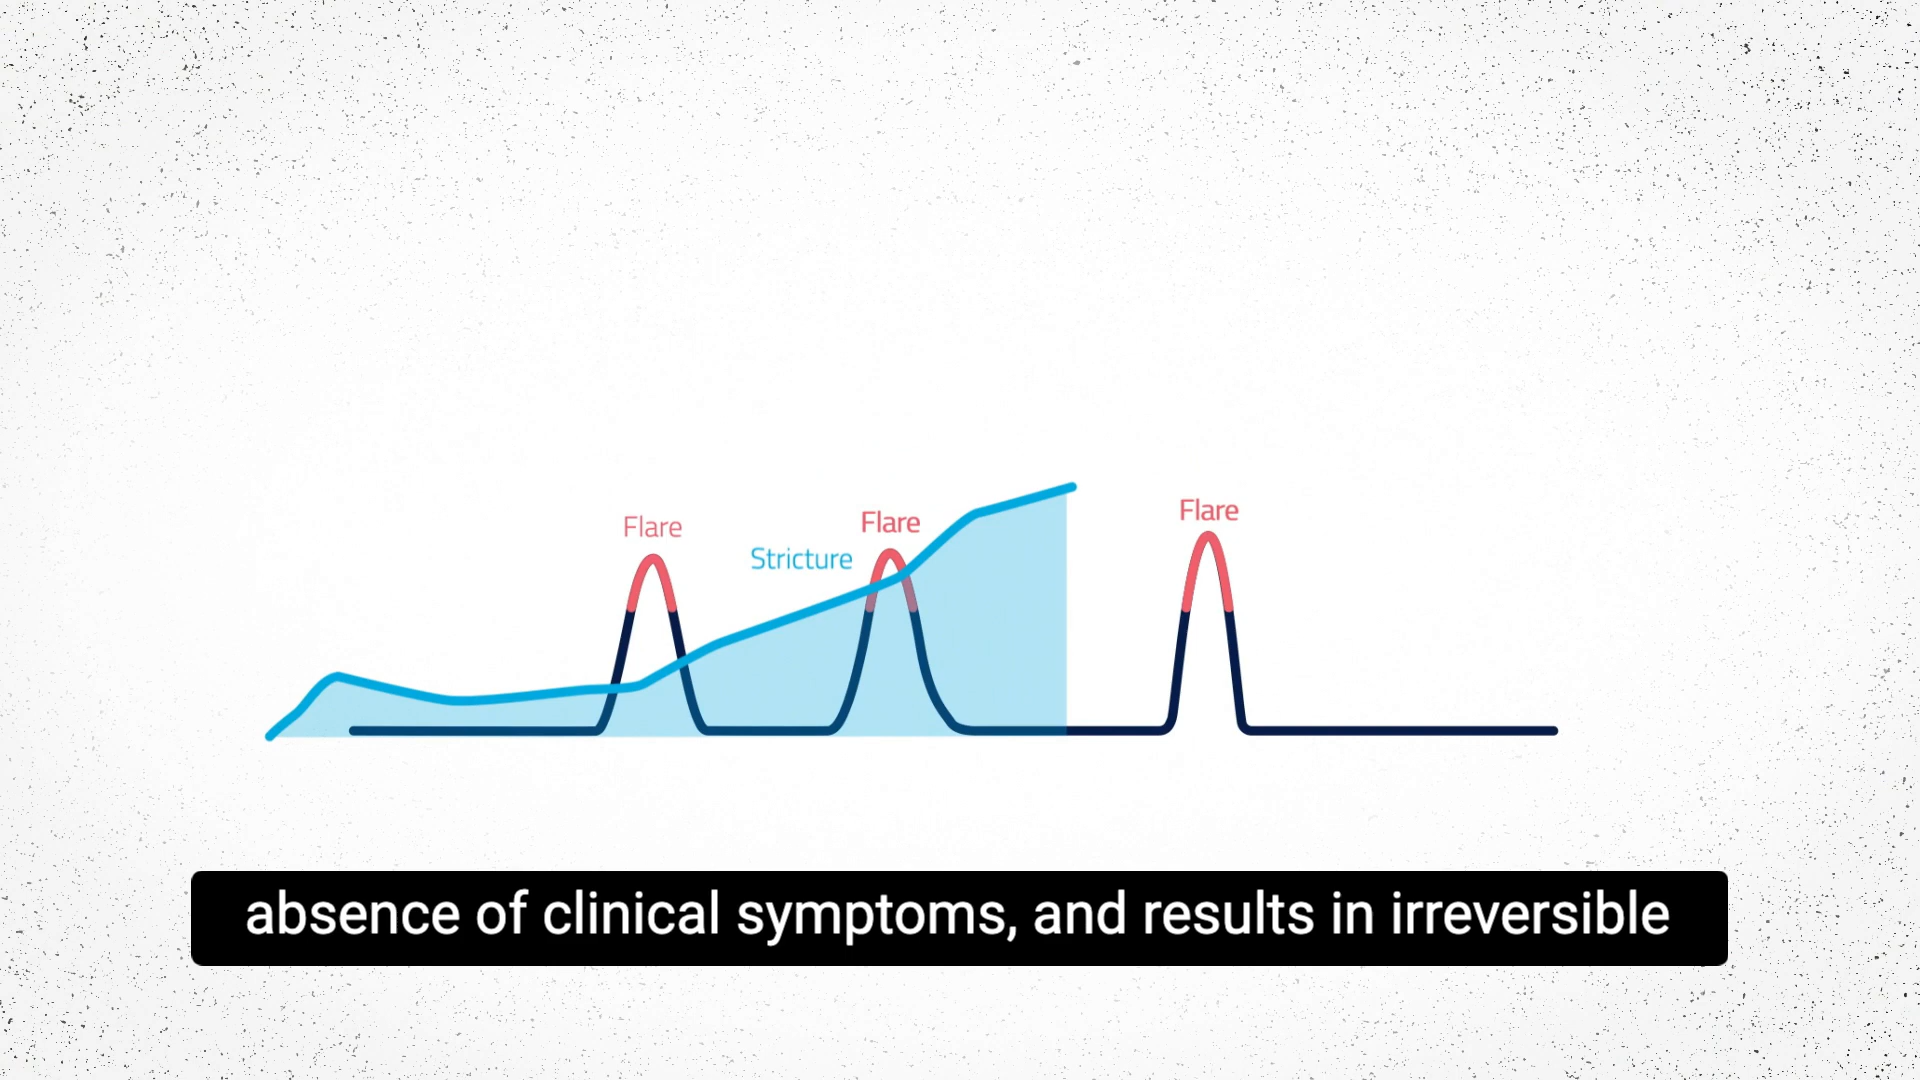 Flare
Flare
Flare
Stricture
absence of clinical symptoms, and results in irreversible